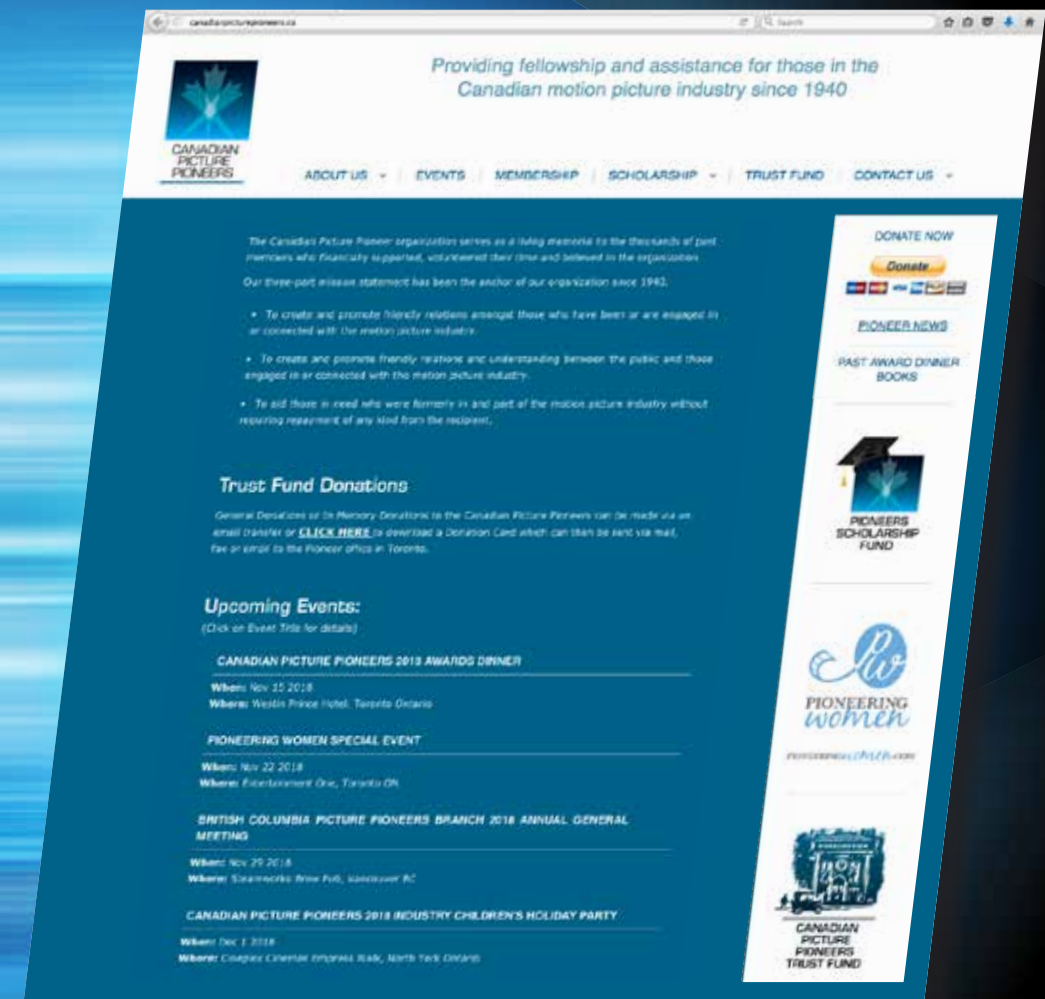 canadianpicturepioneers.ca
Search
Providing fellowship and assistance for those in the
Canadian motion picture industry since 1940
CANADIAN
PICTURE
PIONEERS
ABOUT US
EVENTS
MEMBERSHIP
SCHOLARSHIP
TRUST FUND
CONTACT US
The Canadian Picture Pioneer organization serves as a living memorial to the thousands of past
members who financially supported, volunteered their time and believed in the organization
Our three-part mission statement has been the anchor of our organization since 1940.
• To create and promote friendly relations amongst those who have been or are engaged in
or connected with the motion picture industry.
• To create and promote friendly relations and understanding between the public and those
engaged in or connected with the motion picture industry.
• To aid those in need who were formerly in and part of the motion picture industry without
requiring repayment of any kind from the recipient.
Trust Fund Donations
General Donations or In Memory Donations to the Canadian Picture Pioneers can be made via an
email transfer or CLICK HERE to download a Donation Card which can then be sent via mail,
fax or email to the Pioneer office in Toronto.
Upcoming Events:
(Click on Event Title for details)
CANADIAN PICTURE PIONEERS 2018 AWARDS DINNER
When: Nov 15 2018
Where: Westin Prince Hotel, Toronto Ontario
PIONEERING WOMEN SPECIAL EVENT
When: Nov 22 2018
Where: Entertainment One, Toronto ON
BRITISH COLUMBIA PICTURE PIONEERS BRANCH 2018 ANNUAL GENERAL
MEETING
When: Nov 29 2018
Where: Steamworks Brew Pub, Vancouver BC
CANADIAN PICTURE PIONEERS 2018 INDUSTRY CHILDREN'S HOLIDAY PARTY
When: Dec 1 2018
Where: Cineplex Cinemas Empress Walk, North York Ontario
DONATE NOW
Donate
VISA
PIONEER NEWS
PAST AWARD DINNER
BOOKS
PIONEERS
SCHOLARSHIP
FUND
PW
PIONEERING
women
PIONEERINGwomen.com
CANADIAN
PICTURE
PIONEERS
TRUST FUND